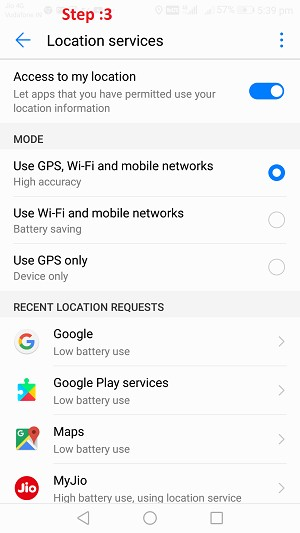 Step :3
57% 5:39 pm
Location services
Access to my location
Let apps that you have permitted use your
location information
MODE
Use GPS, Wi-Fi and mobile networks
High accuracy
Use Wi-Fi and mobile networks
Battery saving
Use GPS only
Device only
RECENT LOCATION REQUESTS
Google
Low battery use
Google Play services
Low battery use
G
Maps
Low battery use
Jio
MyJio
High battery use, using location service